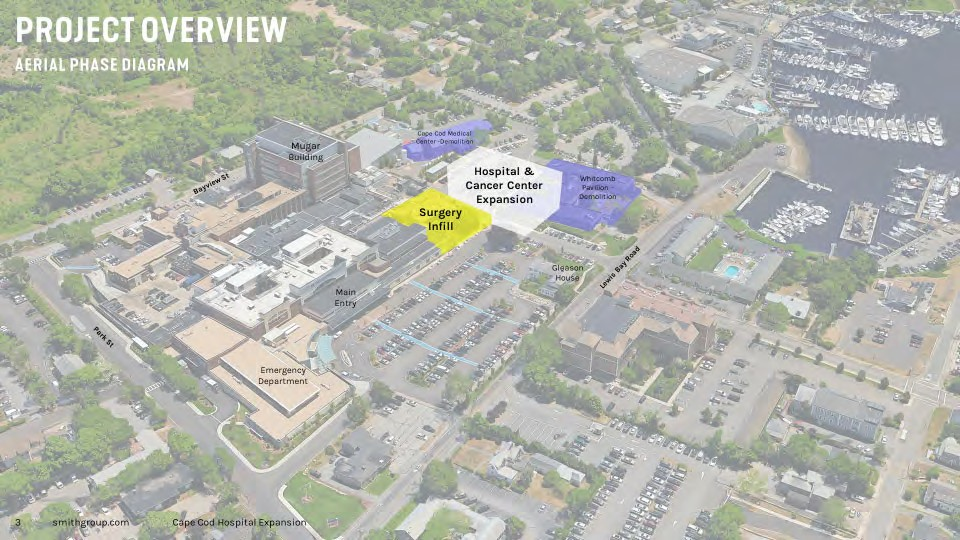 PROJECT OVERVIEW
AERIAL PHASE DIAGRAM
Mugar
Building
Cape Cod Medical
Center -Demolition
Bayview St
Hospital &
Cancer Center
Expansion
Whitcomb
Pavilion -
Demolition
Surgery
Infill
Gleason
House
Lewis Bay Road
Main
Entry
Park St
Emergency
Department
3
smithgroup.com
Cape Cod Hospital Expansion